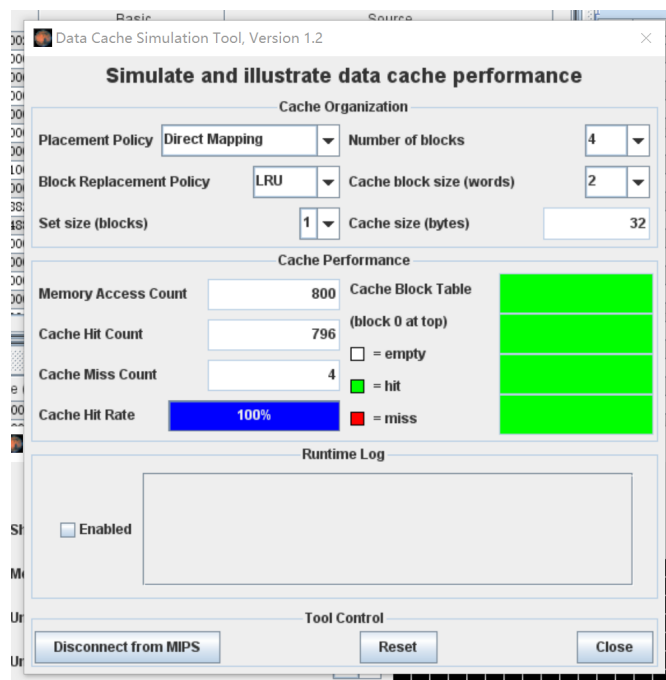 Basic Source
Data Cache Simulation Tool, Version 1.2
Simulate and illustrate data cache performance
Cache Organization
Placement Policy Direct Mapping Number of blocks 4
Block Replacement Policy LRU Cache block size (words) 2
Set size (blocks) 1 Cache size (bytes) 32
Cache Performance
Memory Access Count 800 Cache Block Table
(block 0 at top)
Cache Hit Count 796
= empty
Cache Miss Count 4
= hit
Cache Hit Rate 100%
= miss
Runtime Log
Enabled
Tool Control
Disconnect from MIPS Reset Close